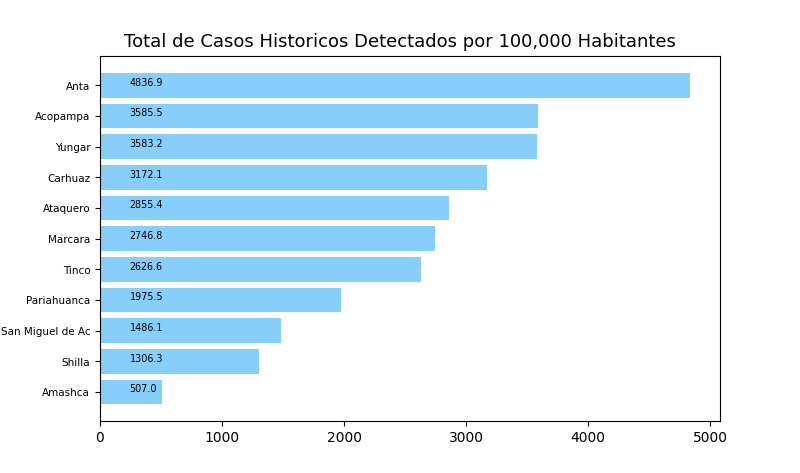 Total de Casos Historicos Detectados por 100,000 Habitantes
Anta 4836.9
Acopampa 3585.5
Yungar 3583.2
Carhuaz 3172.1
Ataquero 2855.4
Marcara 2746.8
Tinco 2626.6
Pariahuanca 1975.5
San Miguel de Ac 1486.1
Shilla 1306.3
Amashca 507.0
0 1000 2000 3000 4000 5000